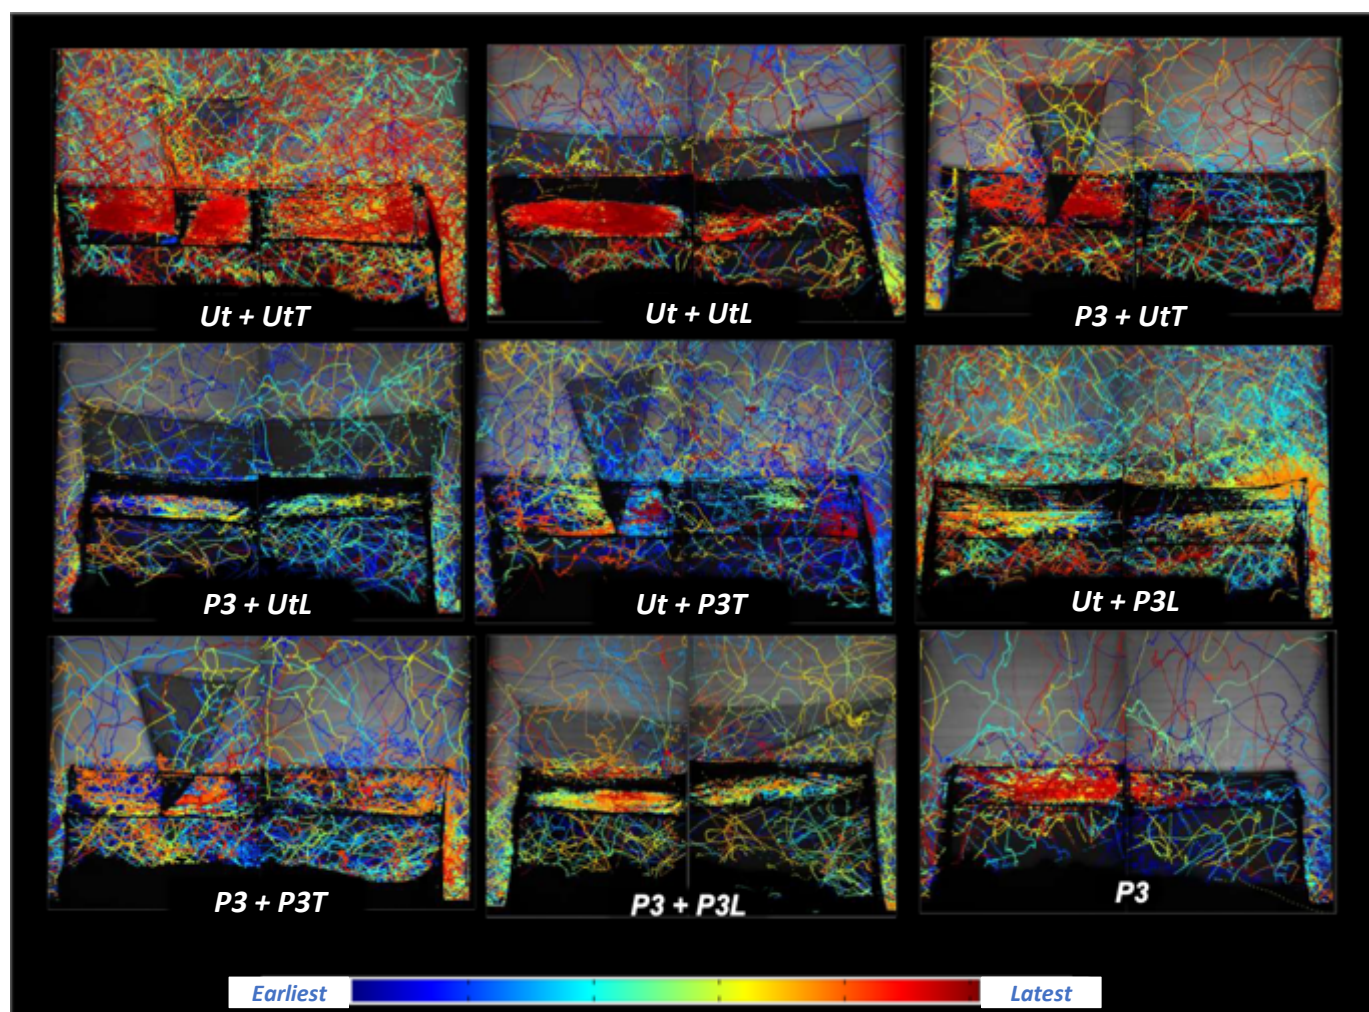 Ut + UtT
Ut + UtL
P3 + UtT
P3 + UtL
Ut + P3T
Ut + P3L
P3 + P3T
P3 + P3L
P3
Earliest
Latest